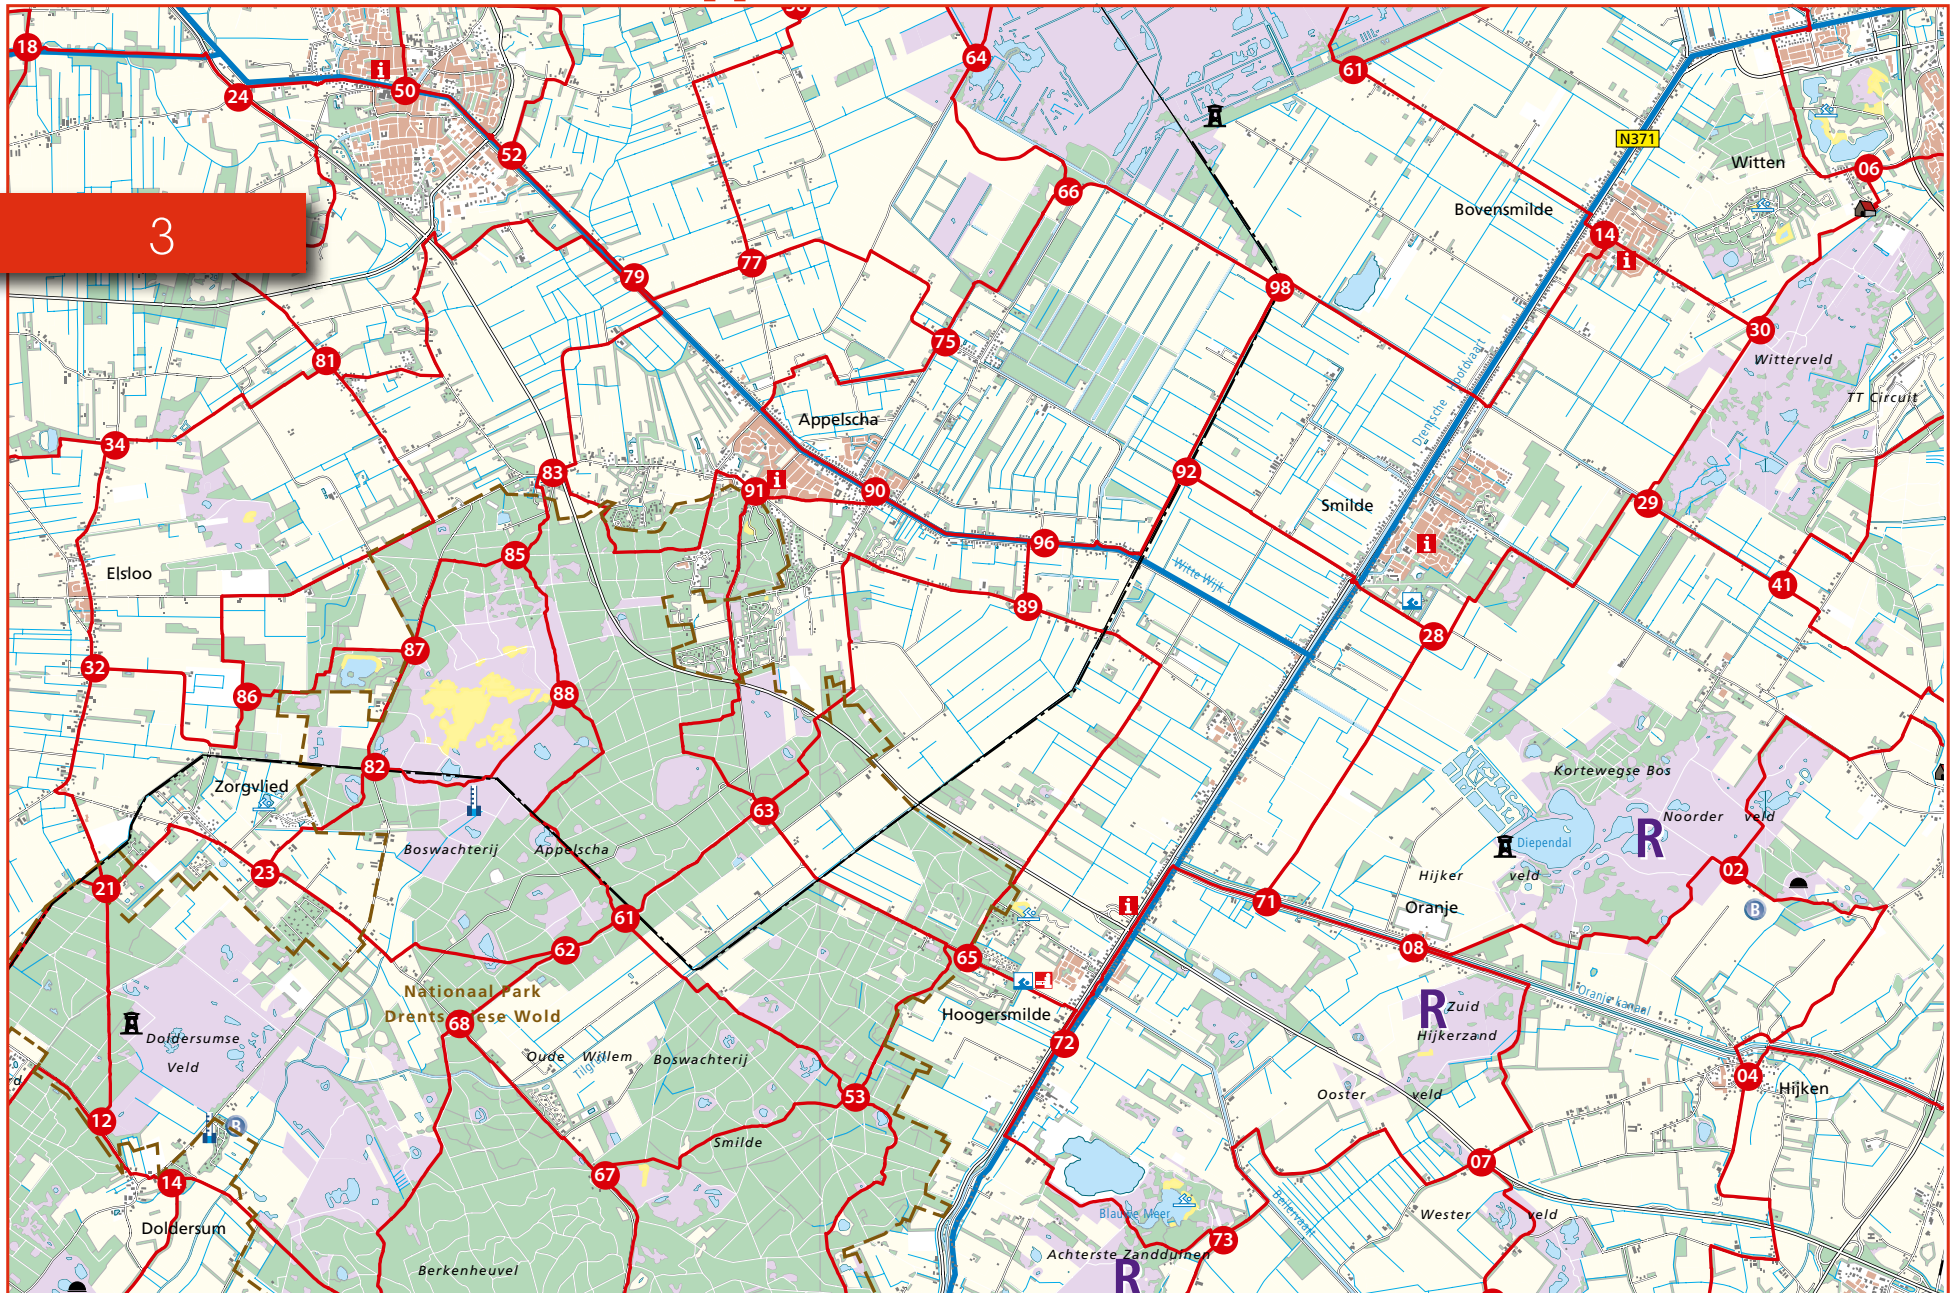 18
24
50
52
64
61
N371
Witten
06
3
66
Bovensmilde
14
79
77
98
30
Witterveld
81
75
Drentsche Hoofdvaart
TT Circuit
Appelscha
34
83
91
90
92
Smilde
29
85
96
Elsloo
Witte Wijk
41
89
28
87
32
86
88
82
Kortewegse Bos
Zorgvlied
63
Noorder veld
Diependal
R
Boswachterij Appelscha
23
21
Hijker veld
02
Oranje
71
B
61
62
08
65
Nationaal Park
Oranje kanaal
R
Zuid
Hijkerzand
Hoogersmilde
68
72
Doldersumse
Veld
Oude Willem
Tilgrup
Boswachterij
04
Hijken
Ooster veld
53
12
B
Smilde
07
67
14
Blauwe Meer
Beilervaart
Wester veld
Doldersum
73
Achterste Zandduinen
Berkenheuvel
R